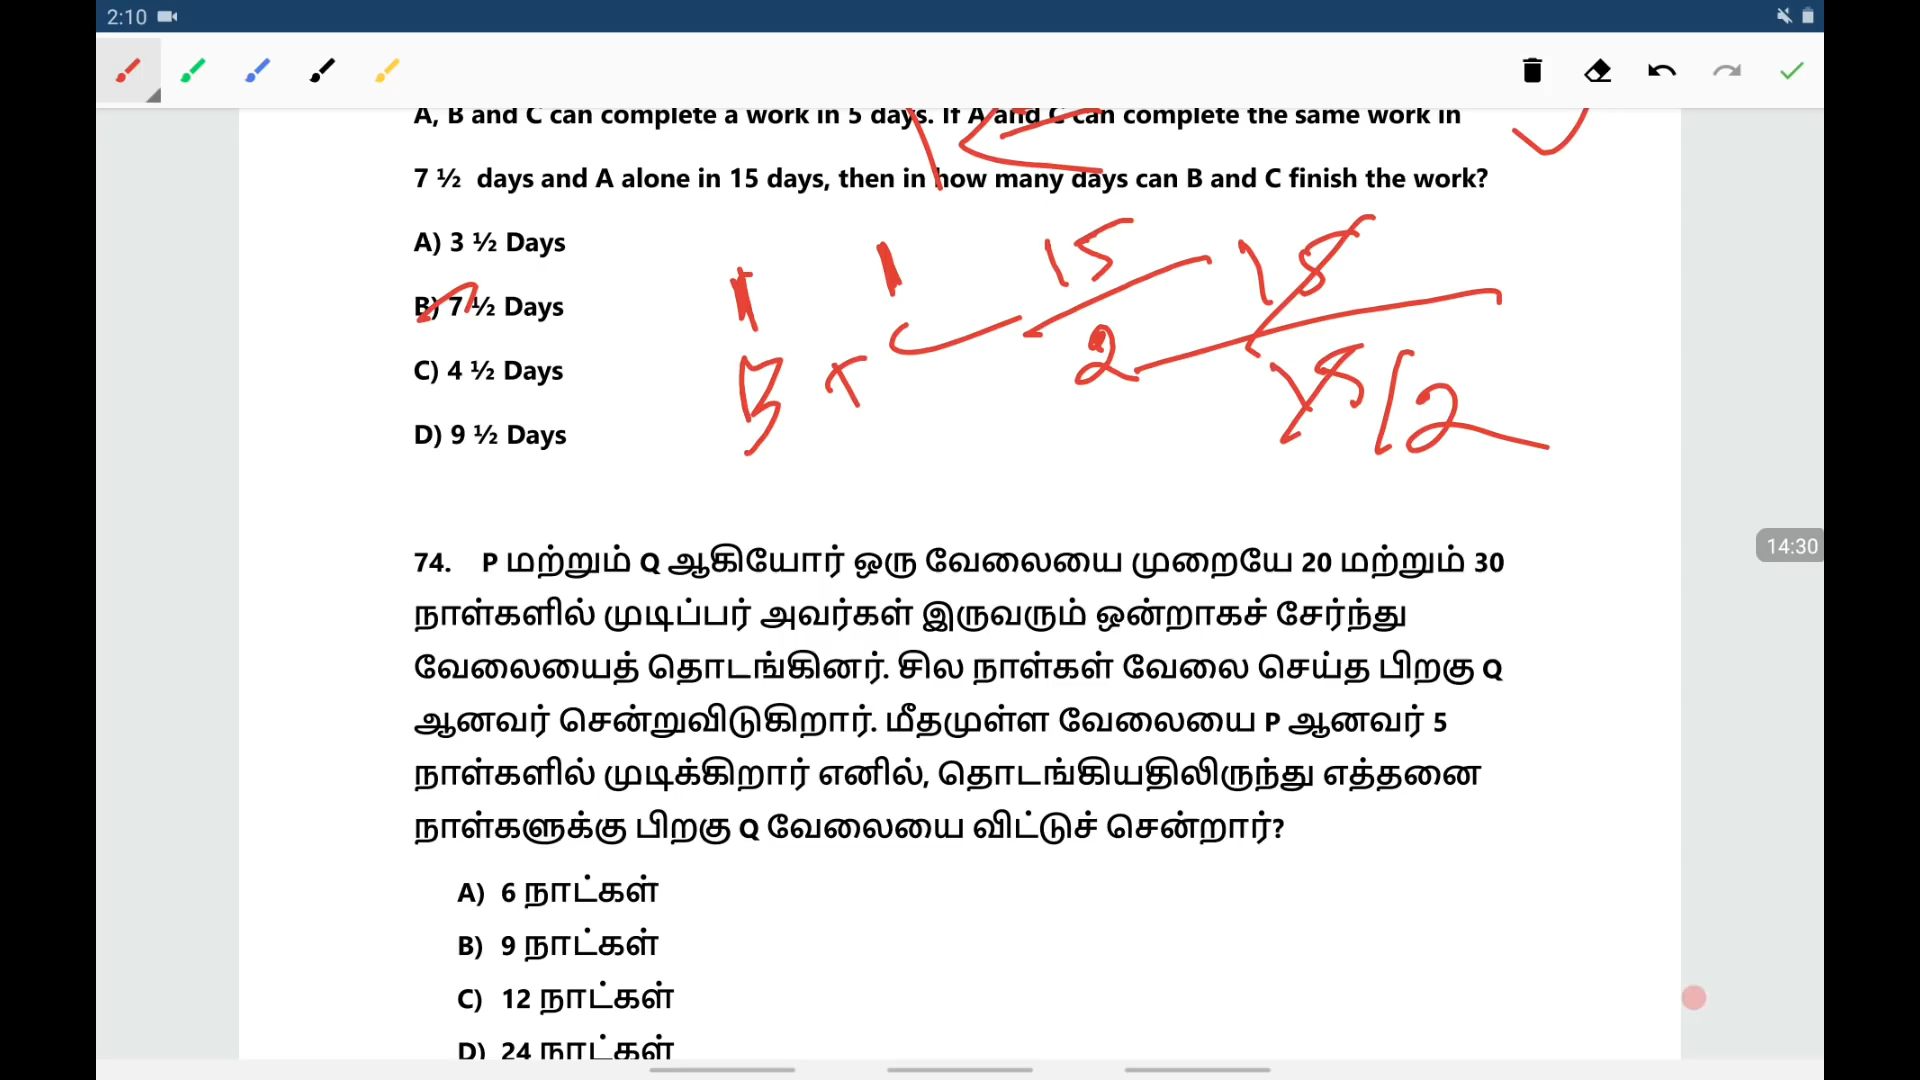 2:10
A, B and C can complete a work in 5 days. If A and C can complete the same work in
7 ½ days and A alone in 15 days, then in how many days can B and C finish the work?
A) 3 ½ Days
B) 7 ½ Days
C) 4 ½ Days
D) 9 ½ Days
15
2
15/2
14:30
74. P மற்றும் Q ஆகியோர் ஒரு வேலையை முறையே 20 மற்றும் 30
நாள்களில் முடிப்பர் அவர்கள் இருவரும் ஒன்றாகச் சேர்ந்து
வேலையைத் தொடங்கினர். சில நாள்கள் வேலை செய்த பிறகு Q
ஆனவர் சென்றுவிடுகிறார். மீதமுள்ள வேலையை P ஆனவர் 5
நாள்களில் முடிக்கிறார் எனில், தொடங்கியதிலிருந்து எத்தனை
நாள்களுக்கு பிறகு Q வேலையை விட்டுச் சென்றார்?
A) 6 நாட்கள்
B) 9 நாட்கள்
C) 12 நாட்கள்
D) 24 நாட்கள்